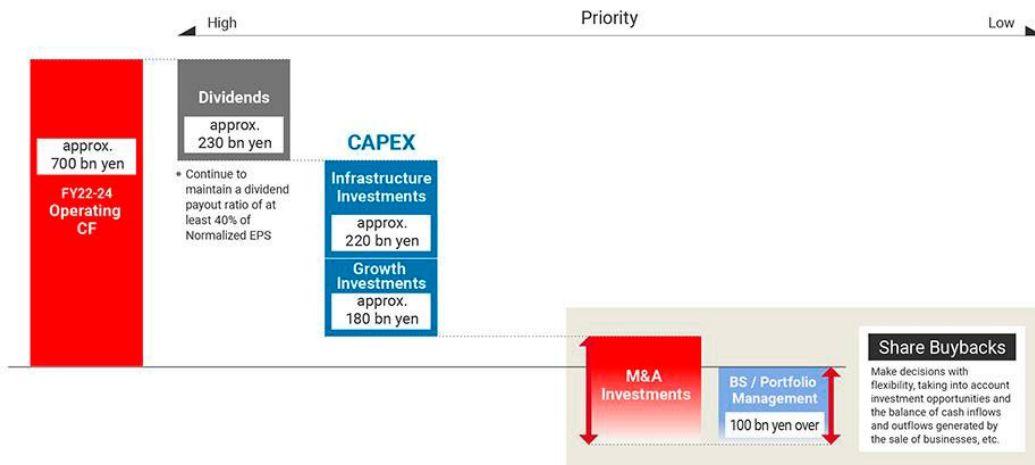 High
Priority
Low
approx.
700 bn yen
FY22-24
Operating
CF
Dividends
approx.
230 bn yen
• Continue to
maintain a dividend
payout ratio of at
least 40% of
Normalized EPS
CAPEX
Infrastructure
Investments
approx.
220 bn yen
Growth
Investments
approx.
180 bn yen
M&A
Investments
BS / Portfolio
Management
100 bn yen over
Share Buybacks
Make decisions with
flexibility, taking into account
investment opportunities and
the balance of cash inflows
and outflows generated by
the sale of businesses, etc.